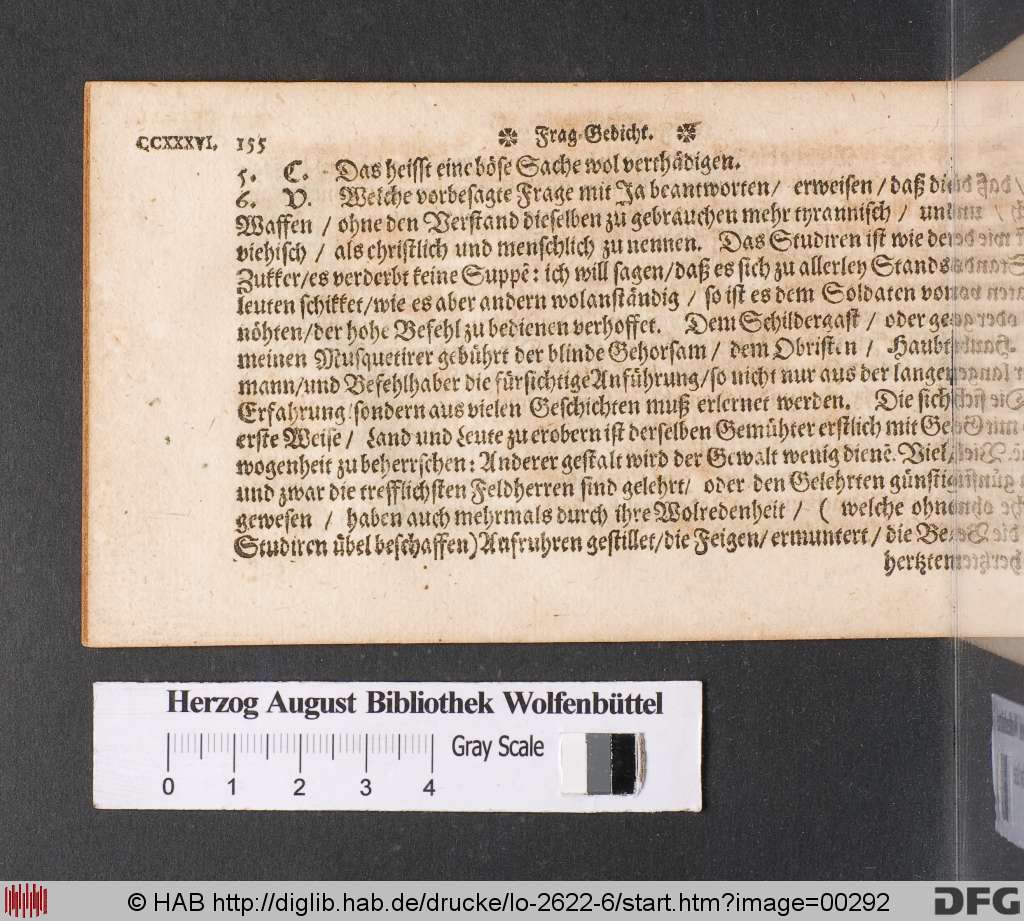 CCXXXVI. 155 ✼ Frag-Gedicht. ✼
5. C. Das heisst eine böse Sache wol verthädigen.
6. V. Welche vorbesagte Frage mit Ja beantworten / erweisen / daß die
Waffen / ohne den Verstand dieselben zu gebrauchen mehr tyrannisch / und
viehisch / als christlich und menschlich zu nennen. Das Studiren ist wie der
Zukker/es verderbt keine Suppē: ich will sagen/daß es sich zu allerley Stands
leuten schikket/wie es aber andern wolanständig / so ist es dem Soldaten von
nöhten/der hohe Befehl zu bedienen verhoffet. Dem Schildergast / oder ge-
meinen Musquetirer gebührt der blinde Gehorsam / dem Obristen / Haubt-
mann/und Befehlhaber die fürsichtige Anführung/so nicht nur aus der langen
Erfahrung/sondern aus vielen Geschichten muß erlernet werden. Die sich-
erste Weise / Land und Leute zu erobern ist derselben Gemühter erstlich mit Ge-
wogenheit zu beherrschen: Anderer gestalt wird der Gewalt wenig dienē. Viel/
und zwar die trefflichsten Feldherren sind gelehrt/ oder den Gelehrten günstig
gewesen / haben auch mehrmals durch ihre Wolredenheit / ( welche ohne
Studiren übel beschaffen) Aufruhren gestillet/die Feigen/ermuntert / die Be-
hertzten
Herzog August Bibliothek Wolfenbüttel
Gray Scale
0 1 2 3 4
© HAB http://diglib.hab.de/drucke/lo-2622-6/start.htm?image=00292
DFG